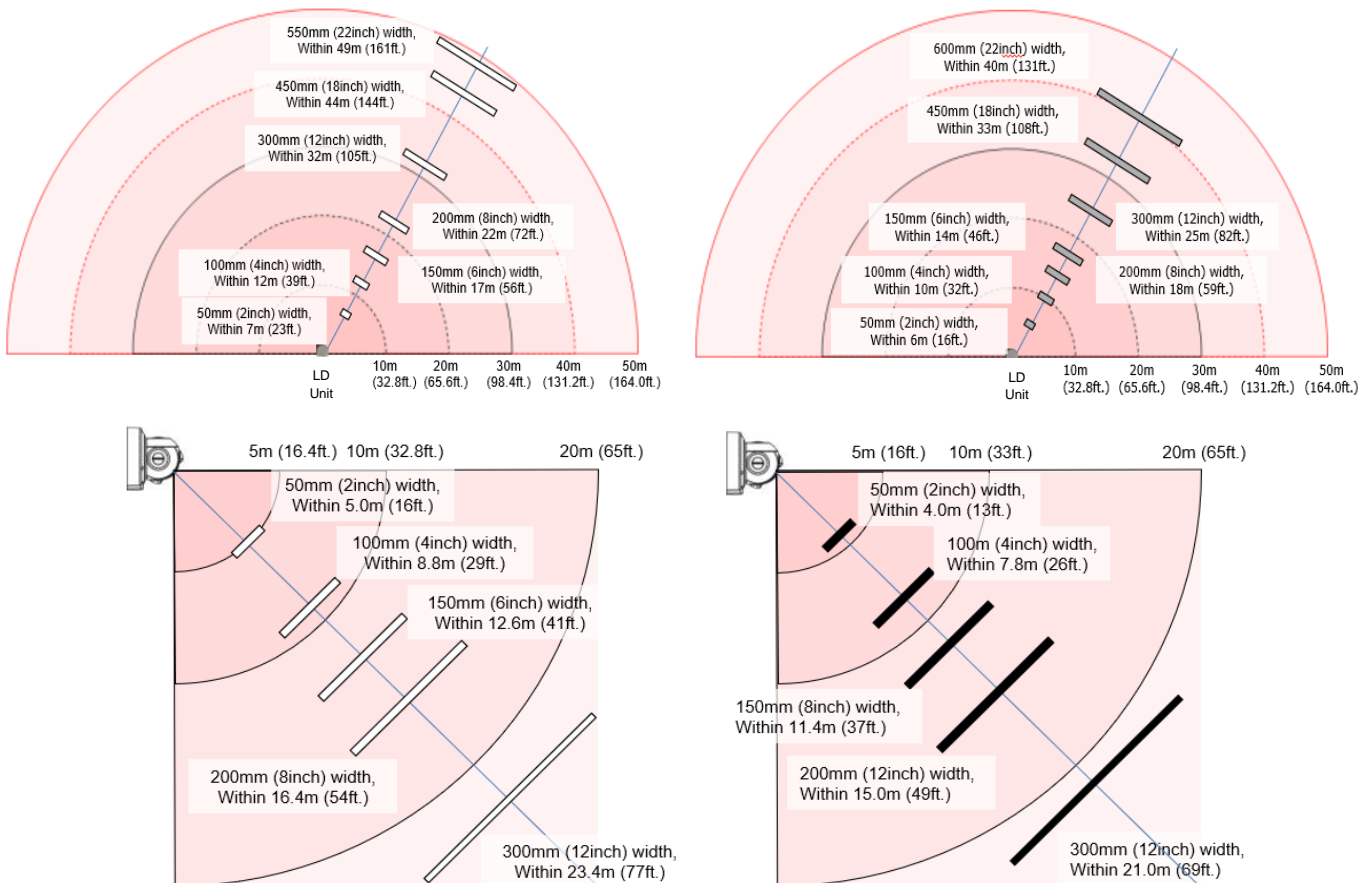 550mm (22inch) width,
Within 49m (161ft.)
450mm (18inch) width,
Within 44m (144ft.)
300mm (12inch) width,
Within 32m (105ft.)
200mm (8inch) width,
Within 22m (72ft.)
100mm (4inch) width,
Within 12m (39ft.)
150mm (6inch) width,
Within 17m (56ft.)
50mm (2inch) width,
Within 7m (23ft.)
LD
Unit
10m 20m 30m 40m 50m
(32.8ft.) (65.6ft.) (98.4ft.) (131.2ft.) (164.0ft.)
600mm (22inch) width,
Within 40m (131ft.)
450mm (18inch) width,
Within 33m (108ft.)
150mm (6inch) width,
Within 14m (46ft.)
300mm (12inch) width,
Within 25m (82ft.)
100mm (4inch) width,
Within 10m (32ft.)
200mm (8inch) width,
Within 18m (59ft.)
50mm (2inch) width,
Within 6m (16ft.)
LD
Unit
10m 20m 30m 40m 50m
(32.8ft.) (65.6ft.) (98.4ft.) (131.2ft.) (164.0ft.)
5m (16.4ft.) 10m (32.8ft.) 20m (65ft.)
50mm (2inch) width,
Within 5.0m (16ft.)
100mm (4inch) width,
Within 8.8m (29ft.)
150mm (6inch) width,
Within 12.6m (41ft.)
200mm (8inch) width,
Within 16.4m (54ft.)
300mm (12inch) width,
Within 23.4m (77ft.)
5m (16ft.) 10m (33ft.) 20m (65ft.)
50mm (2inch) width,
Within 4.0m (13ft.)
100m (4inch) width,
Within 7.8m (26ft.)
150mm (8inch) width,
Within 11.4m (37ft.)
200mm (12inch) width,
Within 15.0m (49ft.)
300mm (12inch) width,
Within 21.0m (69ft.)